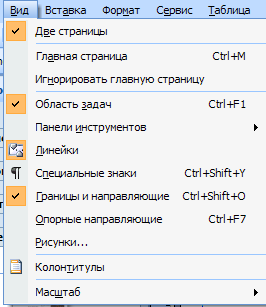 Вид Вставка Формат Сервис Таблица
Две страницы
Главная страница Ctrl+M
Игнорировать главную страницу
Область задач Ctrl+F1
Панели инструментов
Линейки
Специальные знаки Ctrl+Shift+Y
Границы и направляющие Ctrl+Shift+O
Опорные направляющие Ctrl+F7
Рисунки...
Колонтитулы
Масштаб